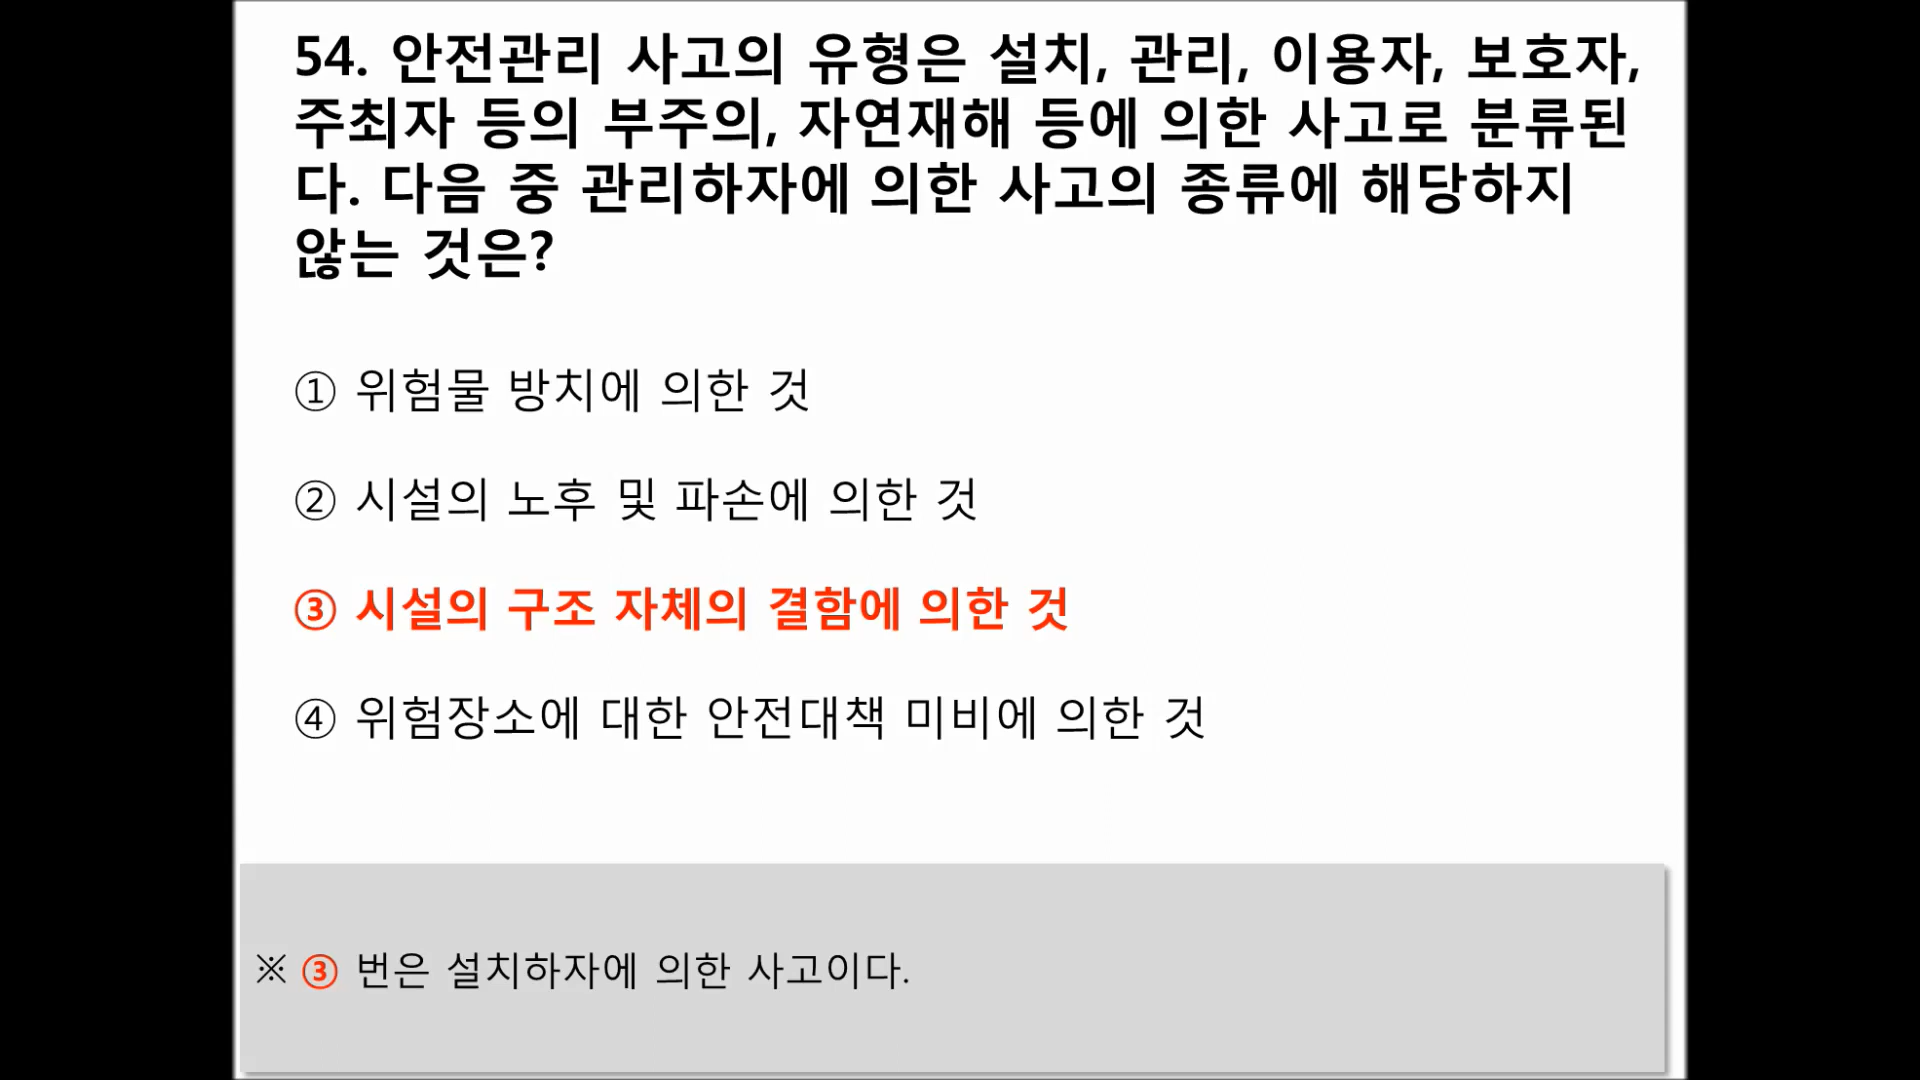 54. 안전관리 사고의 유형은 설치, 관리, 이용자, 보호자,
주최자 등의 부주의, 자연재해 등에 의한 사고로 분류된
다. 다음 중 관리하자에 의한 사고의 종류에 해당하지
않는 것은?
① 위험물 방치에 의한 것
② 시설의 노후 및 파손에 의한 것
③ 시설의 구조 자체의 결함에 의한 것
④ 위험장소에 대한 안전대책 미비에 의한 것
※ ③ 번은 설치하자에 의한 사고이다.